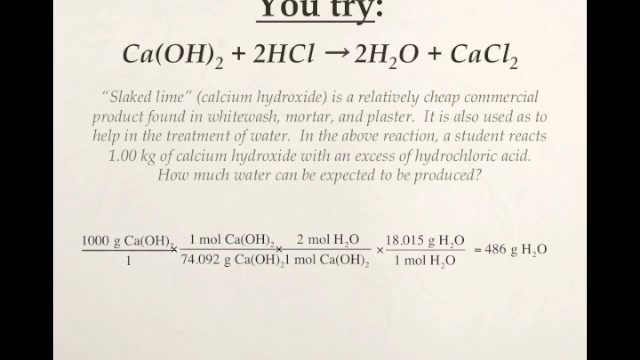 You try:
Ca(OH)₂ + 2HCl → 2H₂O + CaCl₂
“Slaked lime” (calcium hydroxide) is a relatively cheap commercial
product found in whitewash, mortar, and plaster. It is also used as to
help in the treatment of water. In the above reaction, a student reacts
1.00 kg of calcium hydroxide with an excess of hydrochloric acid.
How much water can be expected to be produced?
1000 g Ca(OH)₂ / 1 × 1 mol Ca(OH)₂ / 74.092 g Ca(OH)₂ × 2 mol H₂O / 1 mol Ca(OH)₂ × 18.015 g H₂O / 1 mol H₂O = 486 g H₂O